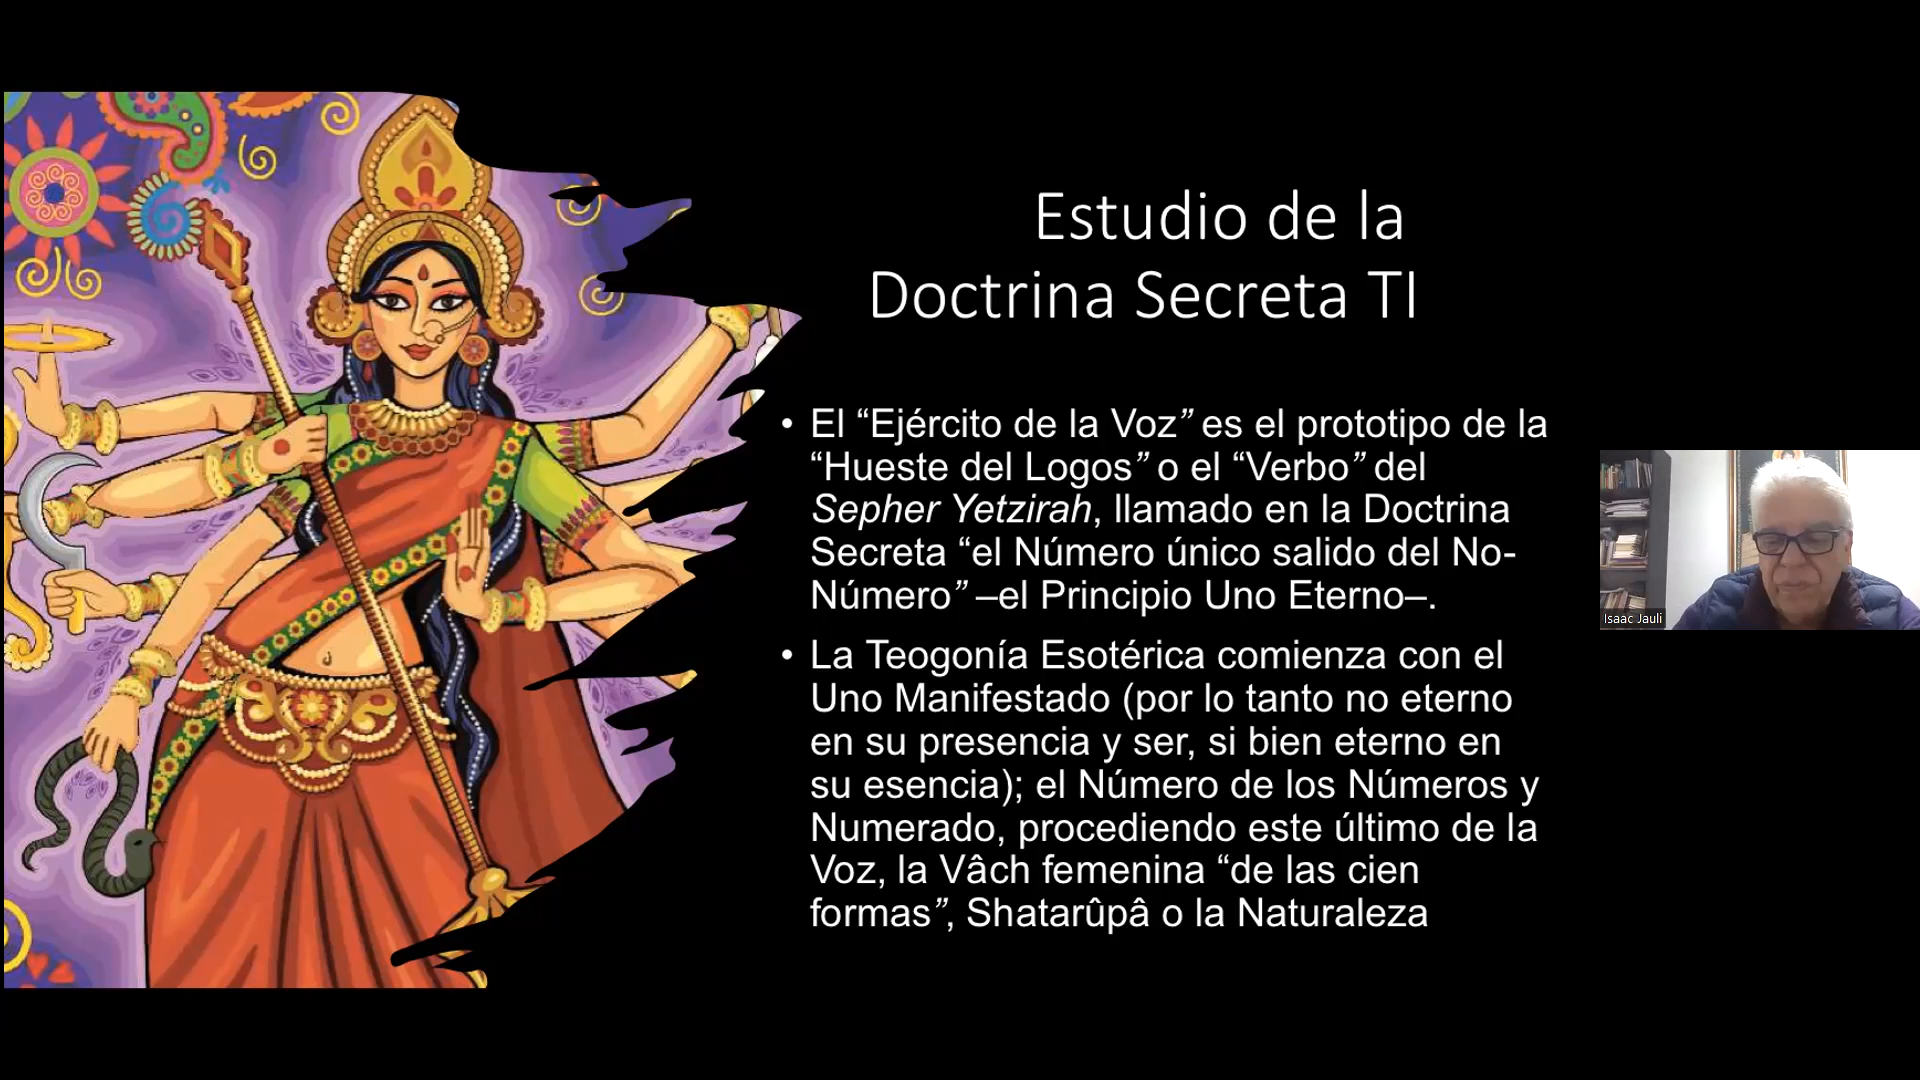 Estudio de la
Doctrina Secreta TI
• El “Ejército de la Voz” es el prototipo de la
“Hueste del Logos” o el “Verbo” del
Sepher Yetzirah, llamado en la Doctrina
Secreta “el Número único salido del No-
Número” –el Principio Uno Eterno–.
• La Teogonía Esotérica comienza con el
Uno Manifestado (por lo tanto no eterno
en su presencia y ser, si bien eterno en
su esencia); el Número de los Números y
Numerado, procediendo este último de la
Voz, la Vâch femenina “de las cien
formas”, Shatarûpâ o la Naturaleza
Isaac Jauli